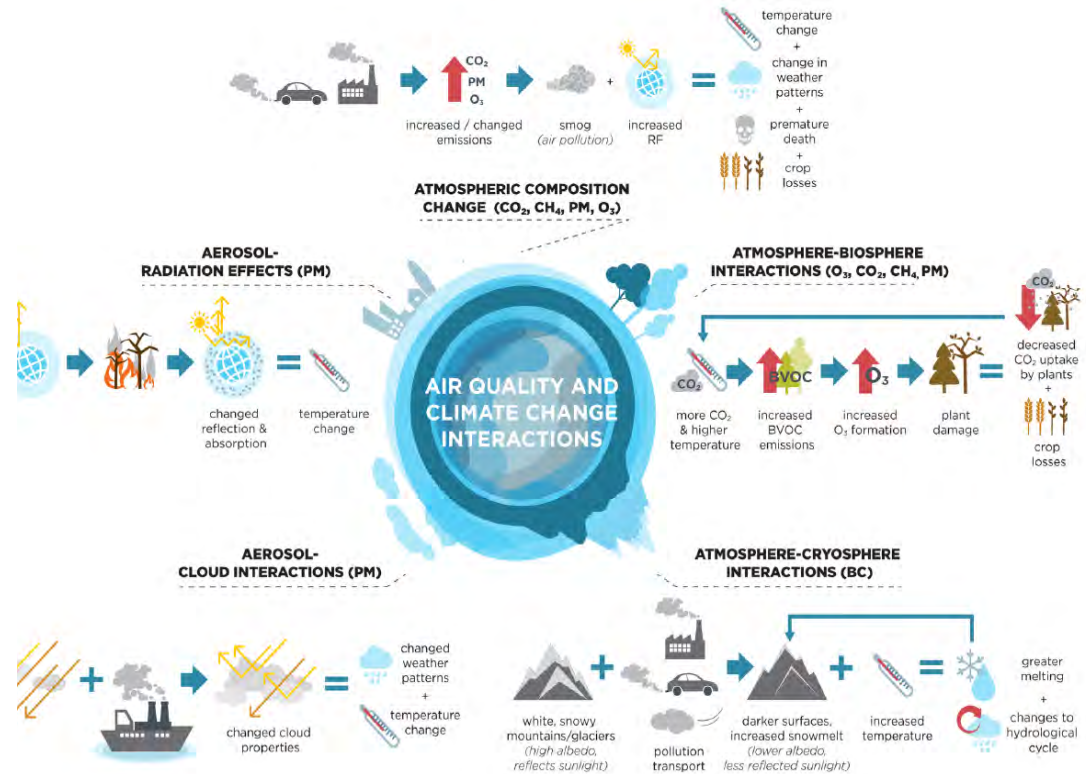 temperature
change
+
CO₂
PM
O₃
+
=
change in
weather
patterns
+
increased / changed
emissions
smog
(air pollution)
increased
RF
premature
death
+
crop
losses
ATMOSPHERIC COMPOSITION
CHANGE (CO₂, CH₄, PM, O₃)
AEROSOL-
RADIATION EFFECTS (PM)
ATMOSPHERE-BIOSPHERE
INTERACTIONS (O₃, CO₂, CH₄, PM)
=
changed
reflection &
absorption
temperature
change
AIR QUALITY AND
CLIMATE CHANGE
INTERACTIONS
CO₂
BVOC
O₃
=
CO₂
more CO₂
& higher
temperature
increased
BVOC
emissions
increased
O₃ formation
plant
damage
decreased
CO₂ uptake
by plants
+
crop
losses
AEROSOL-
CLOUD INTERACTIONS (PM)
ATMOSPHERE-CRYOSPHERE
INTERACTIONS (BC)
+
=
changed cloud
properties
changed
weather
patterns
+
temperature
change
+
+
=
white, snowy
mountains/glaciers
(high albedo,
reflects sunlight)
pollution
transport
darker surfaces,
increased snowmelt
(lower albedo,
less reflected sunlight)
increased
temperature
greater
melting
+
changes to
hydrological
cycle